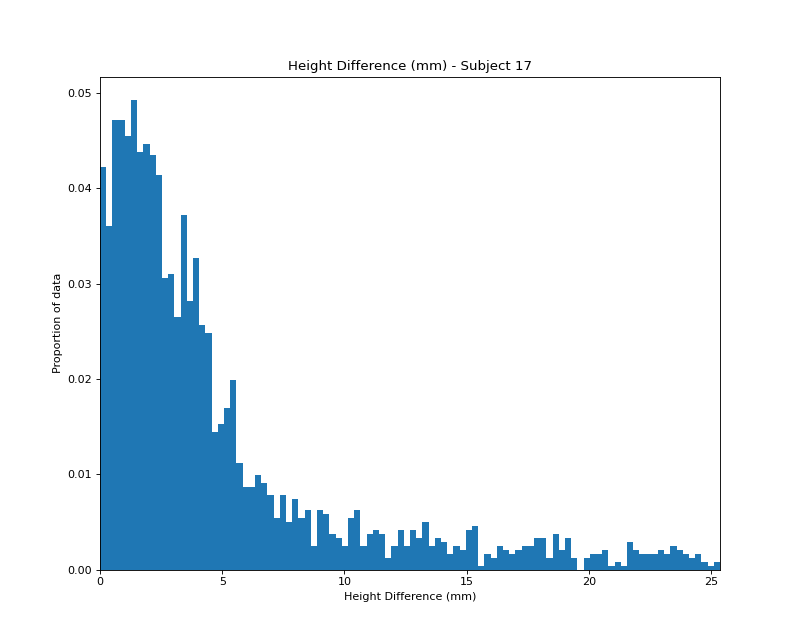 Height Difference (mm) - Subject 17
0.05
0.04
0.03
0.02
0.01
0.00
Proportion of data
0 5 10 15 20 25
Height Difference (mm)